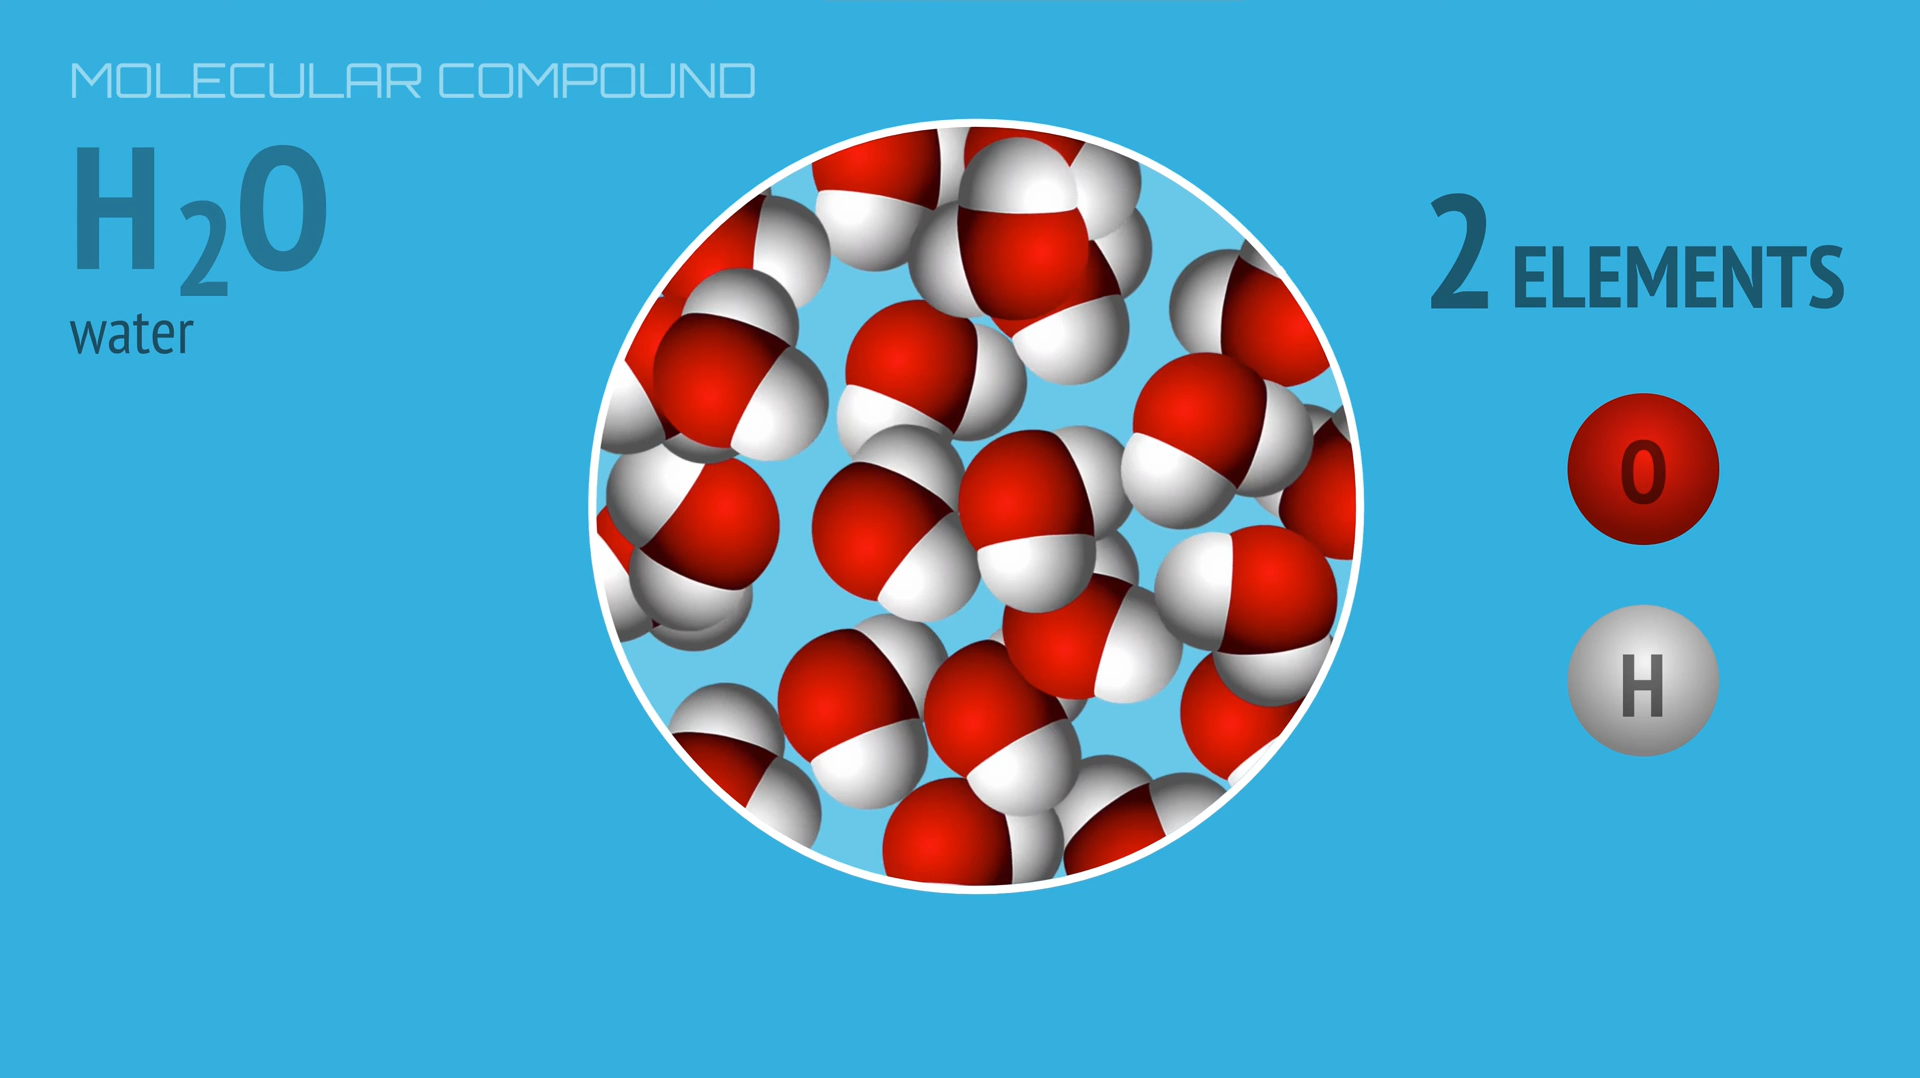 MOLECULAR COMPOUND
H₂O
water
2 ELEMENTS
O
H